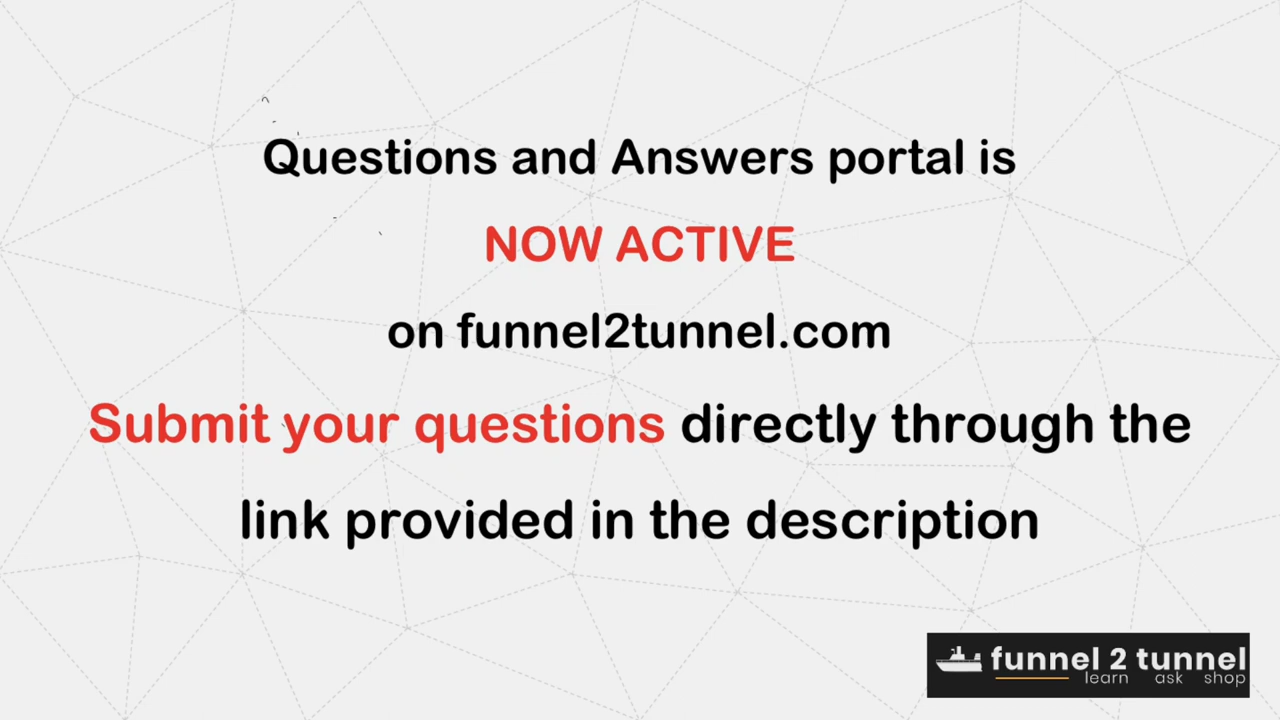 Questions and Answers portal is
NOW ACTIVE
on funnel2tunnel.com
Submit your questions directly through the
link provided in the description
funnel 2 tunnel
learn ask shop